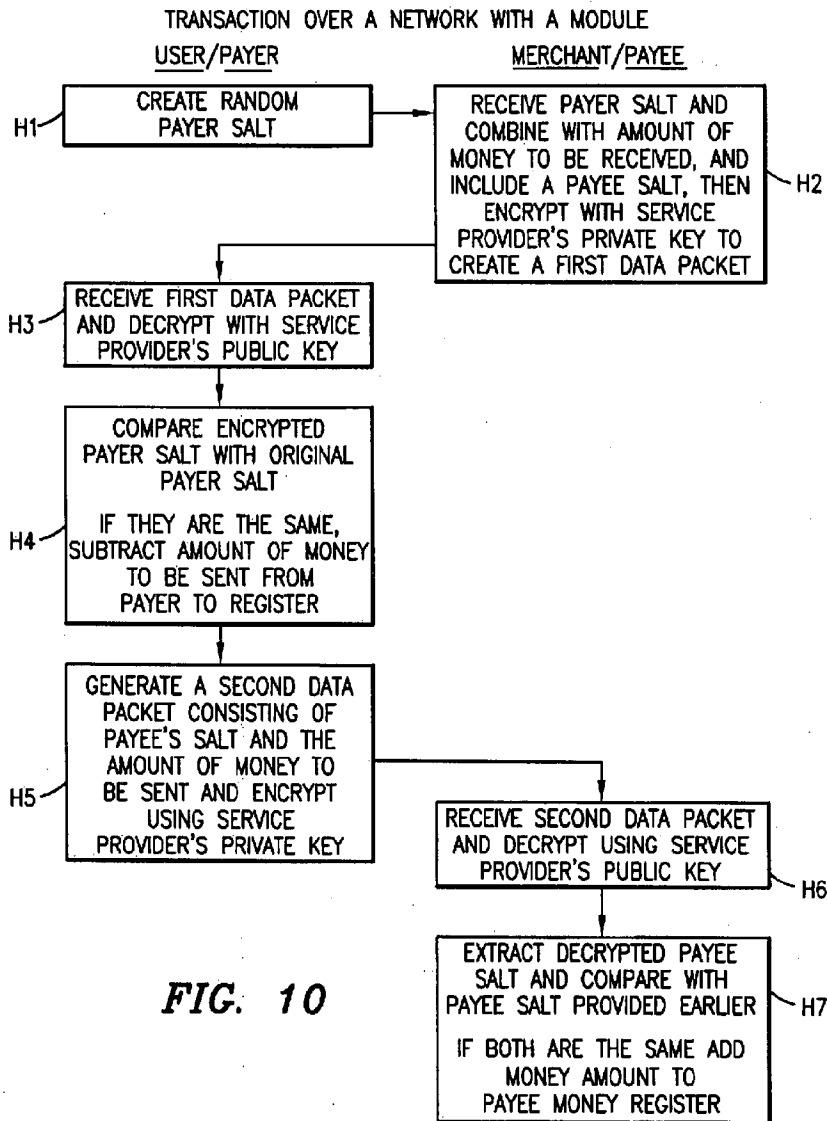 TRANSACTION OVER A NETWORK WITH A MODULE
USER/PAYER
MERCHANT/PAYEE
H1
CREATE RANDOM
PAYER SALT
RECEIVE PAYER SALT AND
COMBINE WITH AMOUNT OF
MONEY TO BE RECEIVED, AND
INCLUDE A PAYEE SALT, THEN
ENCRYPT WITH SERVICE
PROVIDER'S PRIVATE KEY TO
CREATE A FIRST DATA PACKET
H2
H3
RECEIVE FIRST DATA PACKET
AND DECRYPT WITH SERVICE
PROVIDER'S PUBLIC KEY
H4
COMPARE ENCRYPTED
PAYER SALT WITH ORIGINAL
PAYER SALT
IF THEY ARE THE SAME,
SUBTRACT AMOUNT OF MONEY
TO BE SENT FROM
PAYER TO REGISTER
H5
GENERATE A SECOND DATA
PACKET CONSISTING OF
PAYEE'S SALT AND THE
AMOUNT OF MONEY TO
BE SENT AND ENCRYPT
USING SERVICE
PROVIDER'S PRIVATE KEY
RECEIVE SECOND DATA PACKET
AND DECRYPT USING SERVICE
PROVIDER'S PUBLIC KEY
H6
EXTRACT DECRYPTED PAYEE
SALT AND COMPARE WITH
PAYEE SALT PROVIDED EARLIER
IF BOTH ARE THE SAME ADD
MONEY AMOUNT TO
PAYEE MONEY REGISTER
H7
FIG. 10